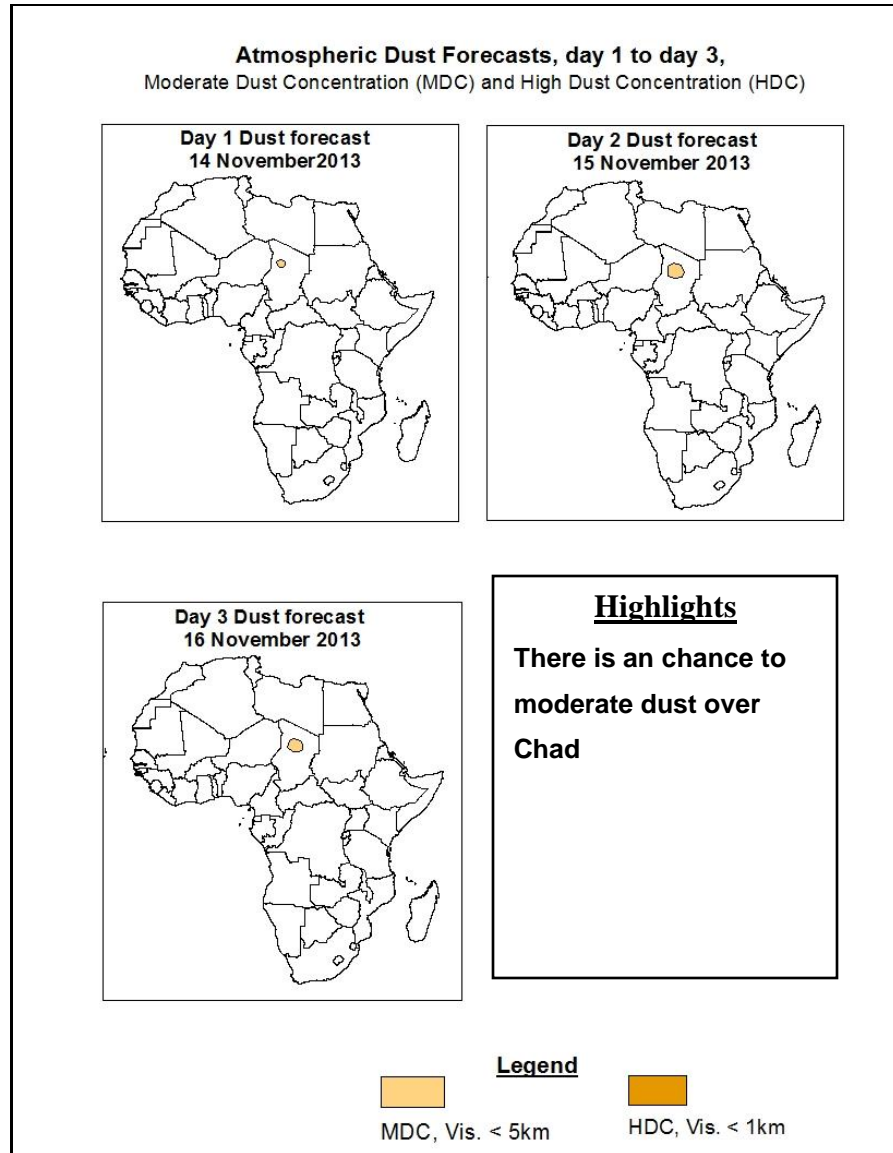 Atmospheric Dust Forecasts, day 1 to day 3,
Moderate Dust Concentration (MDC) and High Dust Concentration (HDC)
Day 1 Dust forecast
14 November2013
Day 2 Dust forecast
15 November 2013
Day 3 Dust forecast
16 November 2013
Highlights
There is an chance to
moderate dust over
Chad
Legend
MDC, Vis. < 5km
HDC, Vis. < 1km